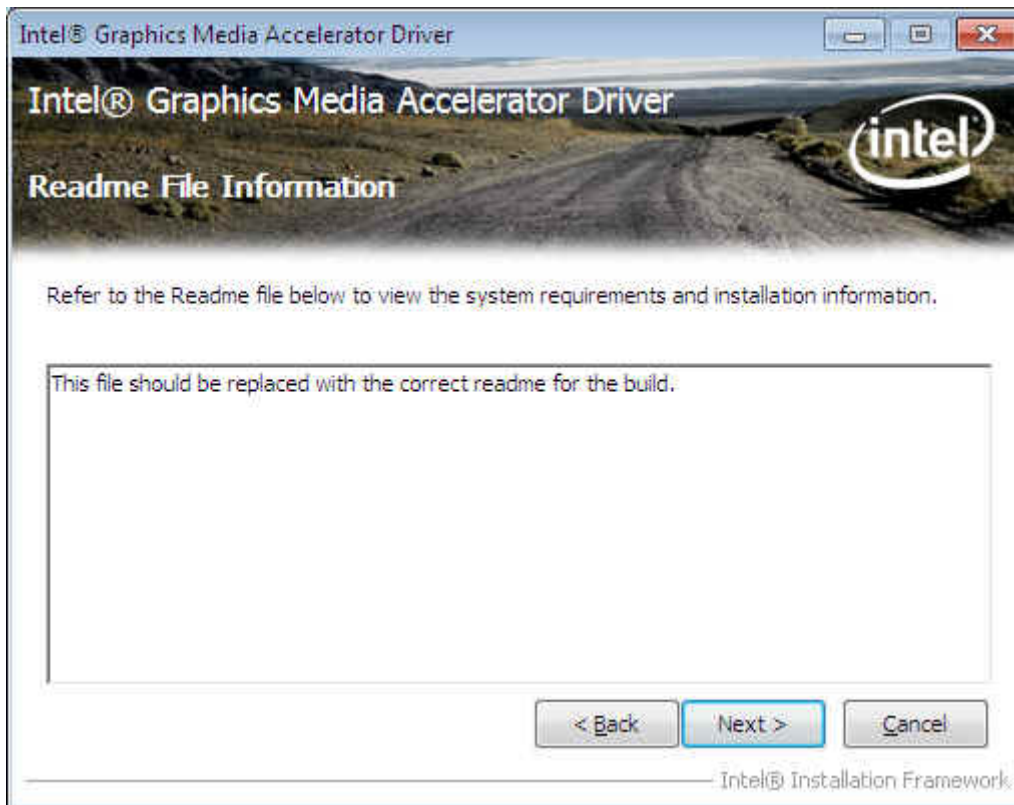 Intel® Graphics Media Accelerator Driver
Intel® Graphics Media Accelerator Driver
intel
Readme File Information
Refer to the Readme file below to view the system requirements and installation information.
This file should be replaced with the correct readme for the build.
< Back Next > Cancel
Intel® Installation Framework